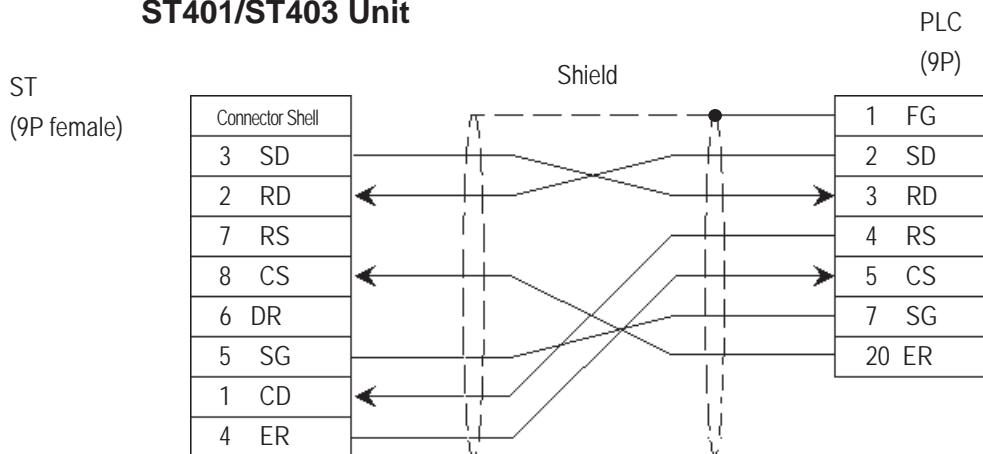 ST401/ST403 Unit
PLC
(9P)
Shield
ST
(9P female)
Connector Shell
3 SD
2 RD
7 RS
8 CS
6 DR
5 SG
1 CD
4 ER
1 FG
2 SD
3 RD
4 RS
5 CS
7 SG
20 ER